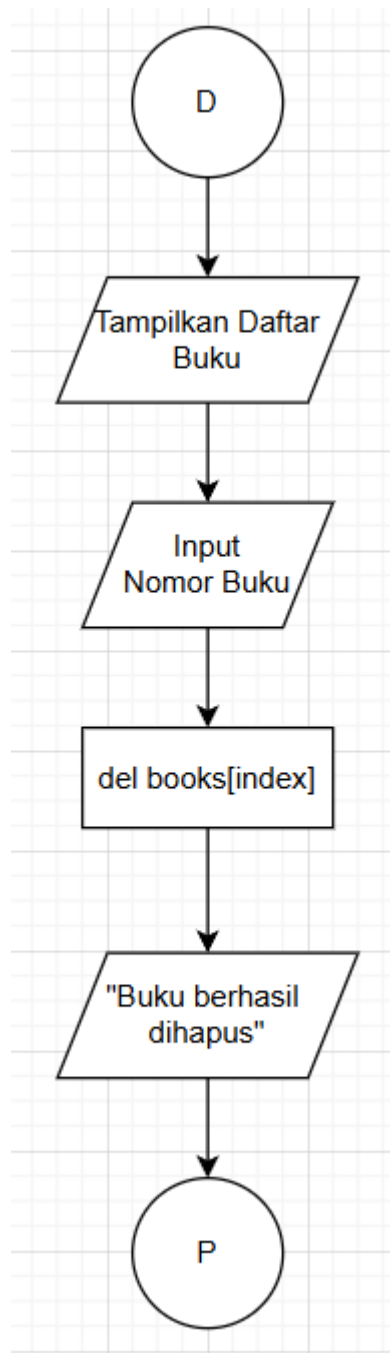 D
Tampilkan Daftar
Buku
Input
Nomor Buku
del books[index]
"Buku berhasil
dihapus"
P